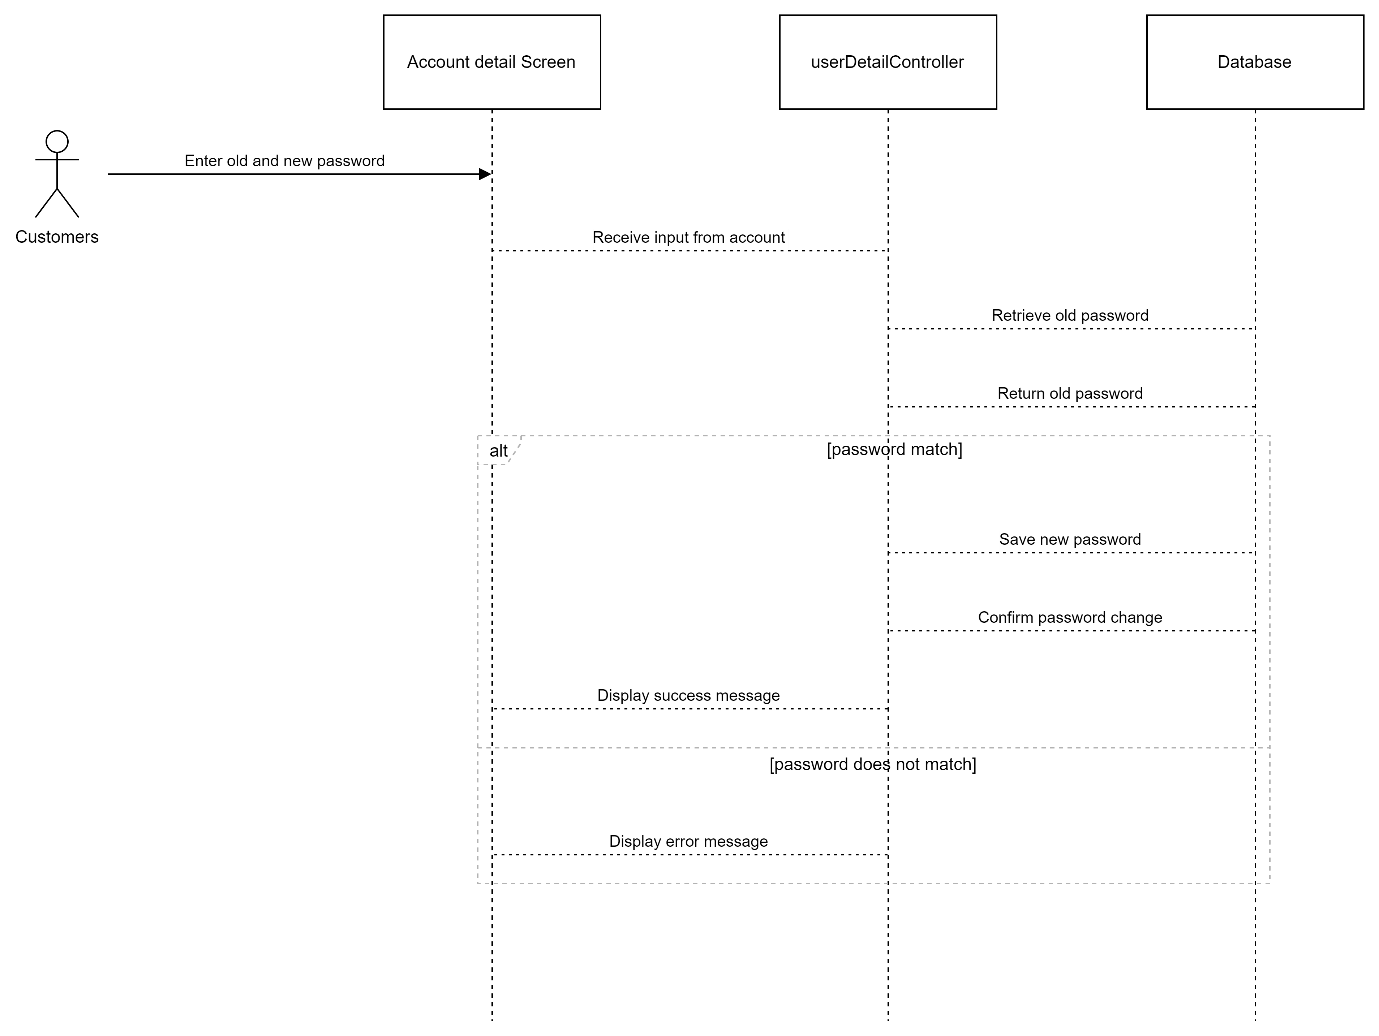 Account detail Screen
userDetailController
Database
Enter old and new password
Customers
Receive input from account
Retrieve old password
Return old password
alt
[password match]
Save new password
Confirm password change
Display success message
[password does not match]
Display error message